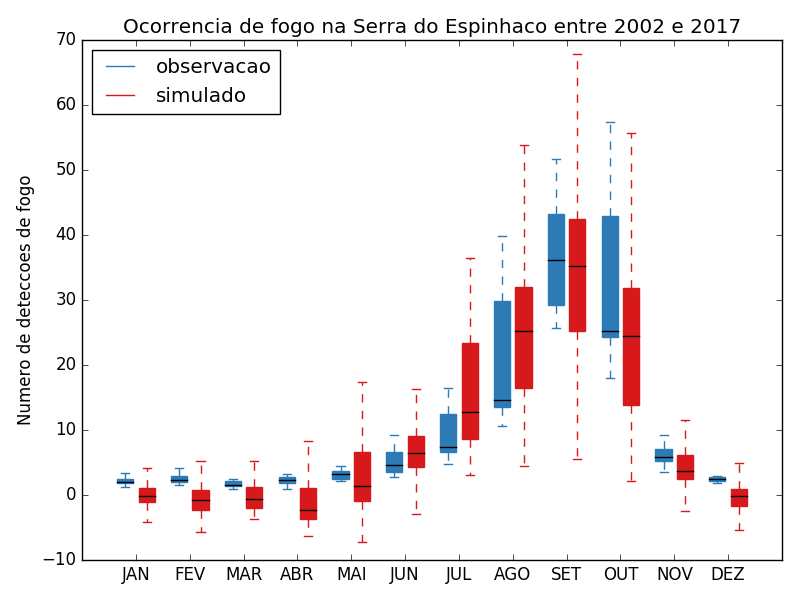 Ocorrencia de fogo na Serra do Espinhaco entre 2002 e 2017
observacao
simulado
Numero de deteccoes de fogo
70
60
50
40
30
20
10
0
−10
JAN FEV MAR ABR MAI JUN JUL AGO SET OUT NOV DEZ